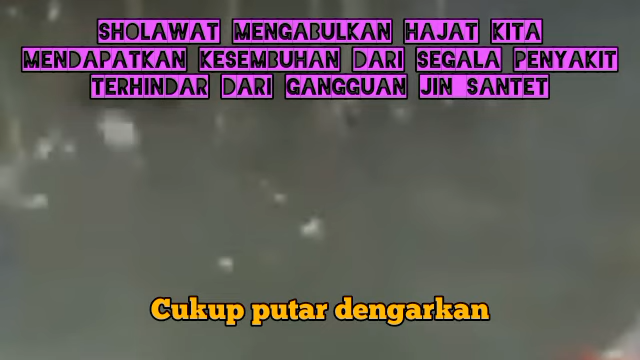 SHOLAWAT MENGABULKAN HAJAT KITA
MENDAPATKAN KESEMBUHAN DARI SEGALA PENYAKIT
TERHINDAR DARI GANGGUAN JIN SANTET
Cukup putar dengarkan